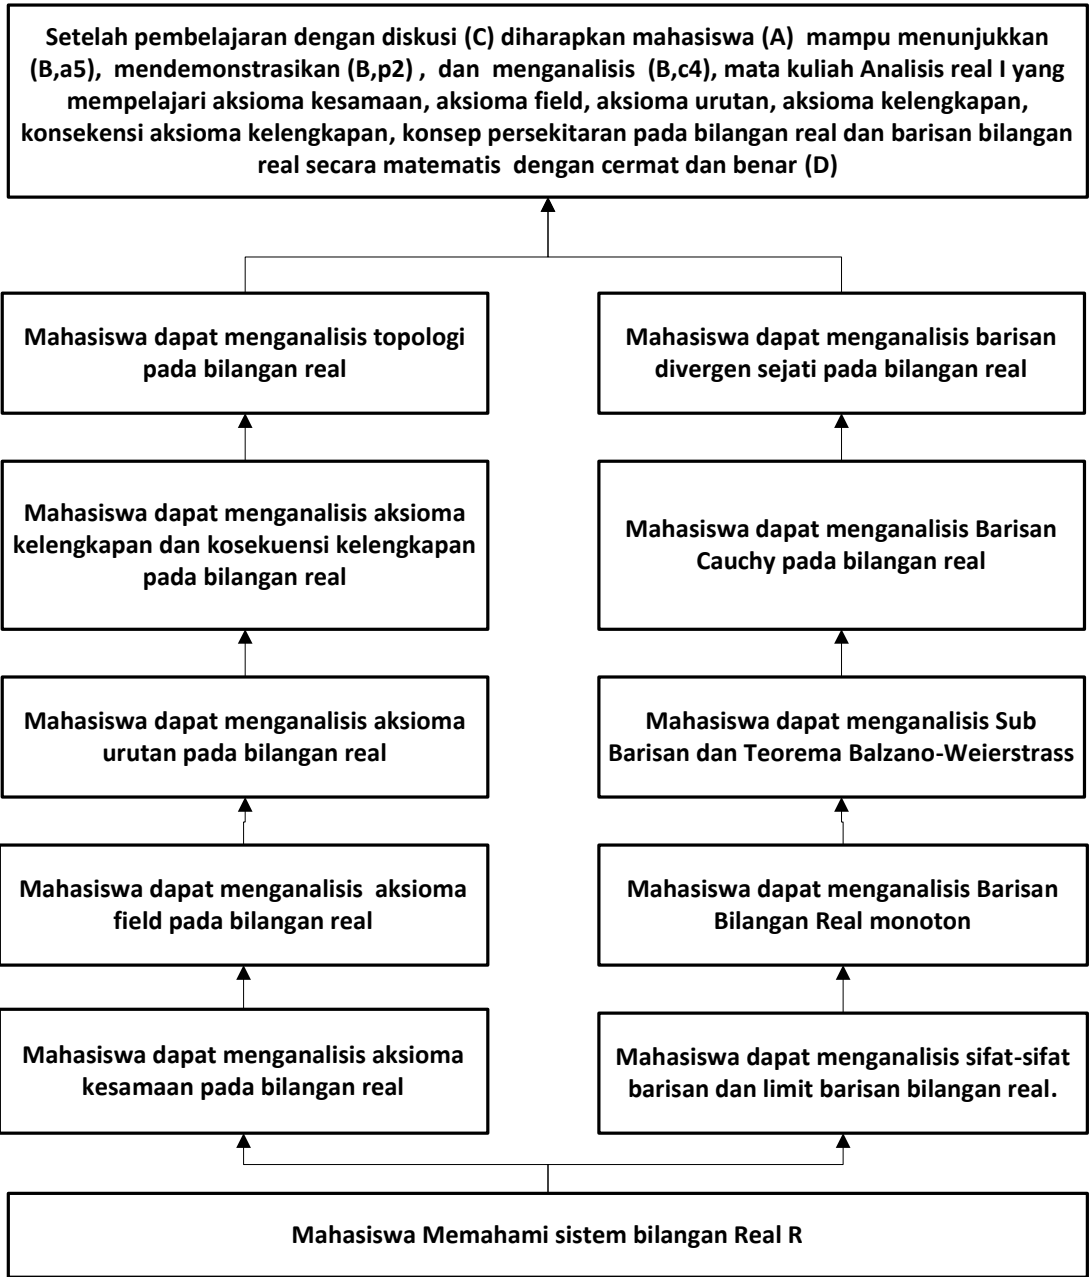 Setelah pembelajaran dengan diskusi (C) diharapkan mahasiswa (A)  mampu menunjukkan
(B,a5),  mendemonstrasikan (B,p2) ,  dan  menganalisis  (B,c4), mata kuliah Analisis real I yang
mempelajari aksioma kesamaan, aksioma field, aksioma urutan, aksioma kelengkapan,
konsekensi aksioma kelengkapan, konsep persekitaran pada bilangan real dan barisan bilangan
real secara matematis  dengan cermat dan benar (D)
Mahasiswa dapat menganalisis topologi
pada bilangan real
Mahasiswa dapat menganalisis aksioma
kelengkapan dan kosekuensi kelengkapan
pada bilangan real
Mahasiswa dapat menganalisis aksioma
urutan pada bilangan real
Mahasiswa dapat menganalisis  aksioma
field pada bilangan real
Mahasiswa dapat menganalisis aksioma
kesamaan pada bilangan real
Mahasiswa dapat menganalisis barisan
divergen sejati pada bilangan real
Mahasiswa dapat menganalisis Barisan
Cauchy pada bilangan real
Mahasiswa dapat menganalisis Sub
Barisan dan Teorema Balzano-Weierstrass
Mahasiswa dapat menganalisis Barisan
Bilangan Real monoton
Mahasiswa dapat menganalisis sifat-sifat
barisan dan limit barisan bilangan real.
Mahasiswa Memahami sistem bilangan Real R